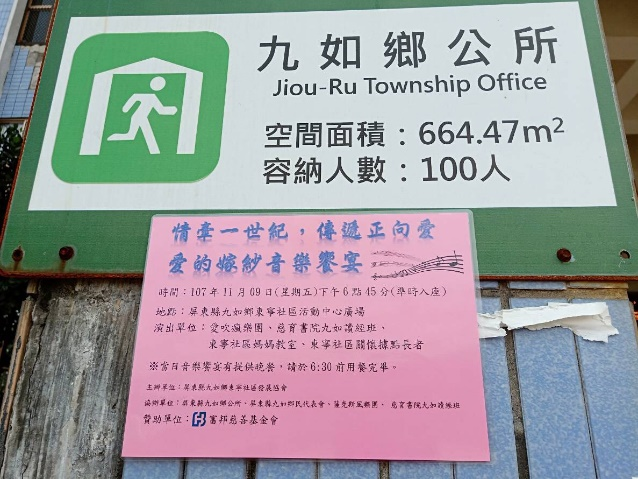 九如鄉公所
Jiou-Ru Township Office
空間面積：664.47m²
容納人數：100人
情牽一世紀，傳遞正向愛
愛的嫁紗音樂饗宴
時間：107年11月09日(星期五)下午6點45分(準時入座)
地點：屏東縣九如鄉東寧社區活動中心廣場
演出單位：愛吹瘋樂團、慈育書院九如讀經班、
東寧社區媽媽教室、東寧社區關懷據點長者
※當日音樂饗宴有提供晚餐，請於6:30前用餐完畢。
主辦單位：屏東縣九如鄉東寧社區發展協會
協辦單位：屏東縣九如鄉公所、屏東縣九如鄉民代表會、慈育書院九如讀經班
贊助單位：富邦慈善基金會